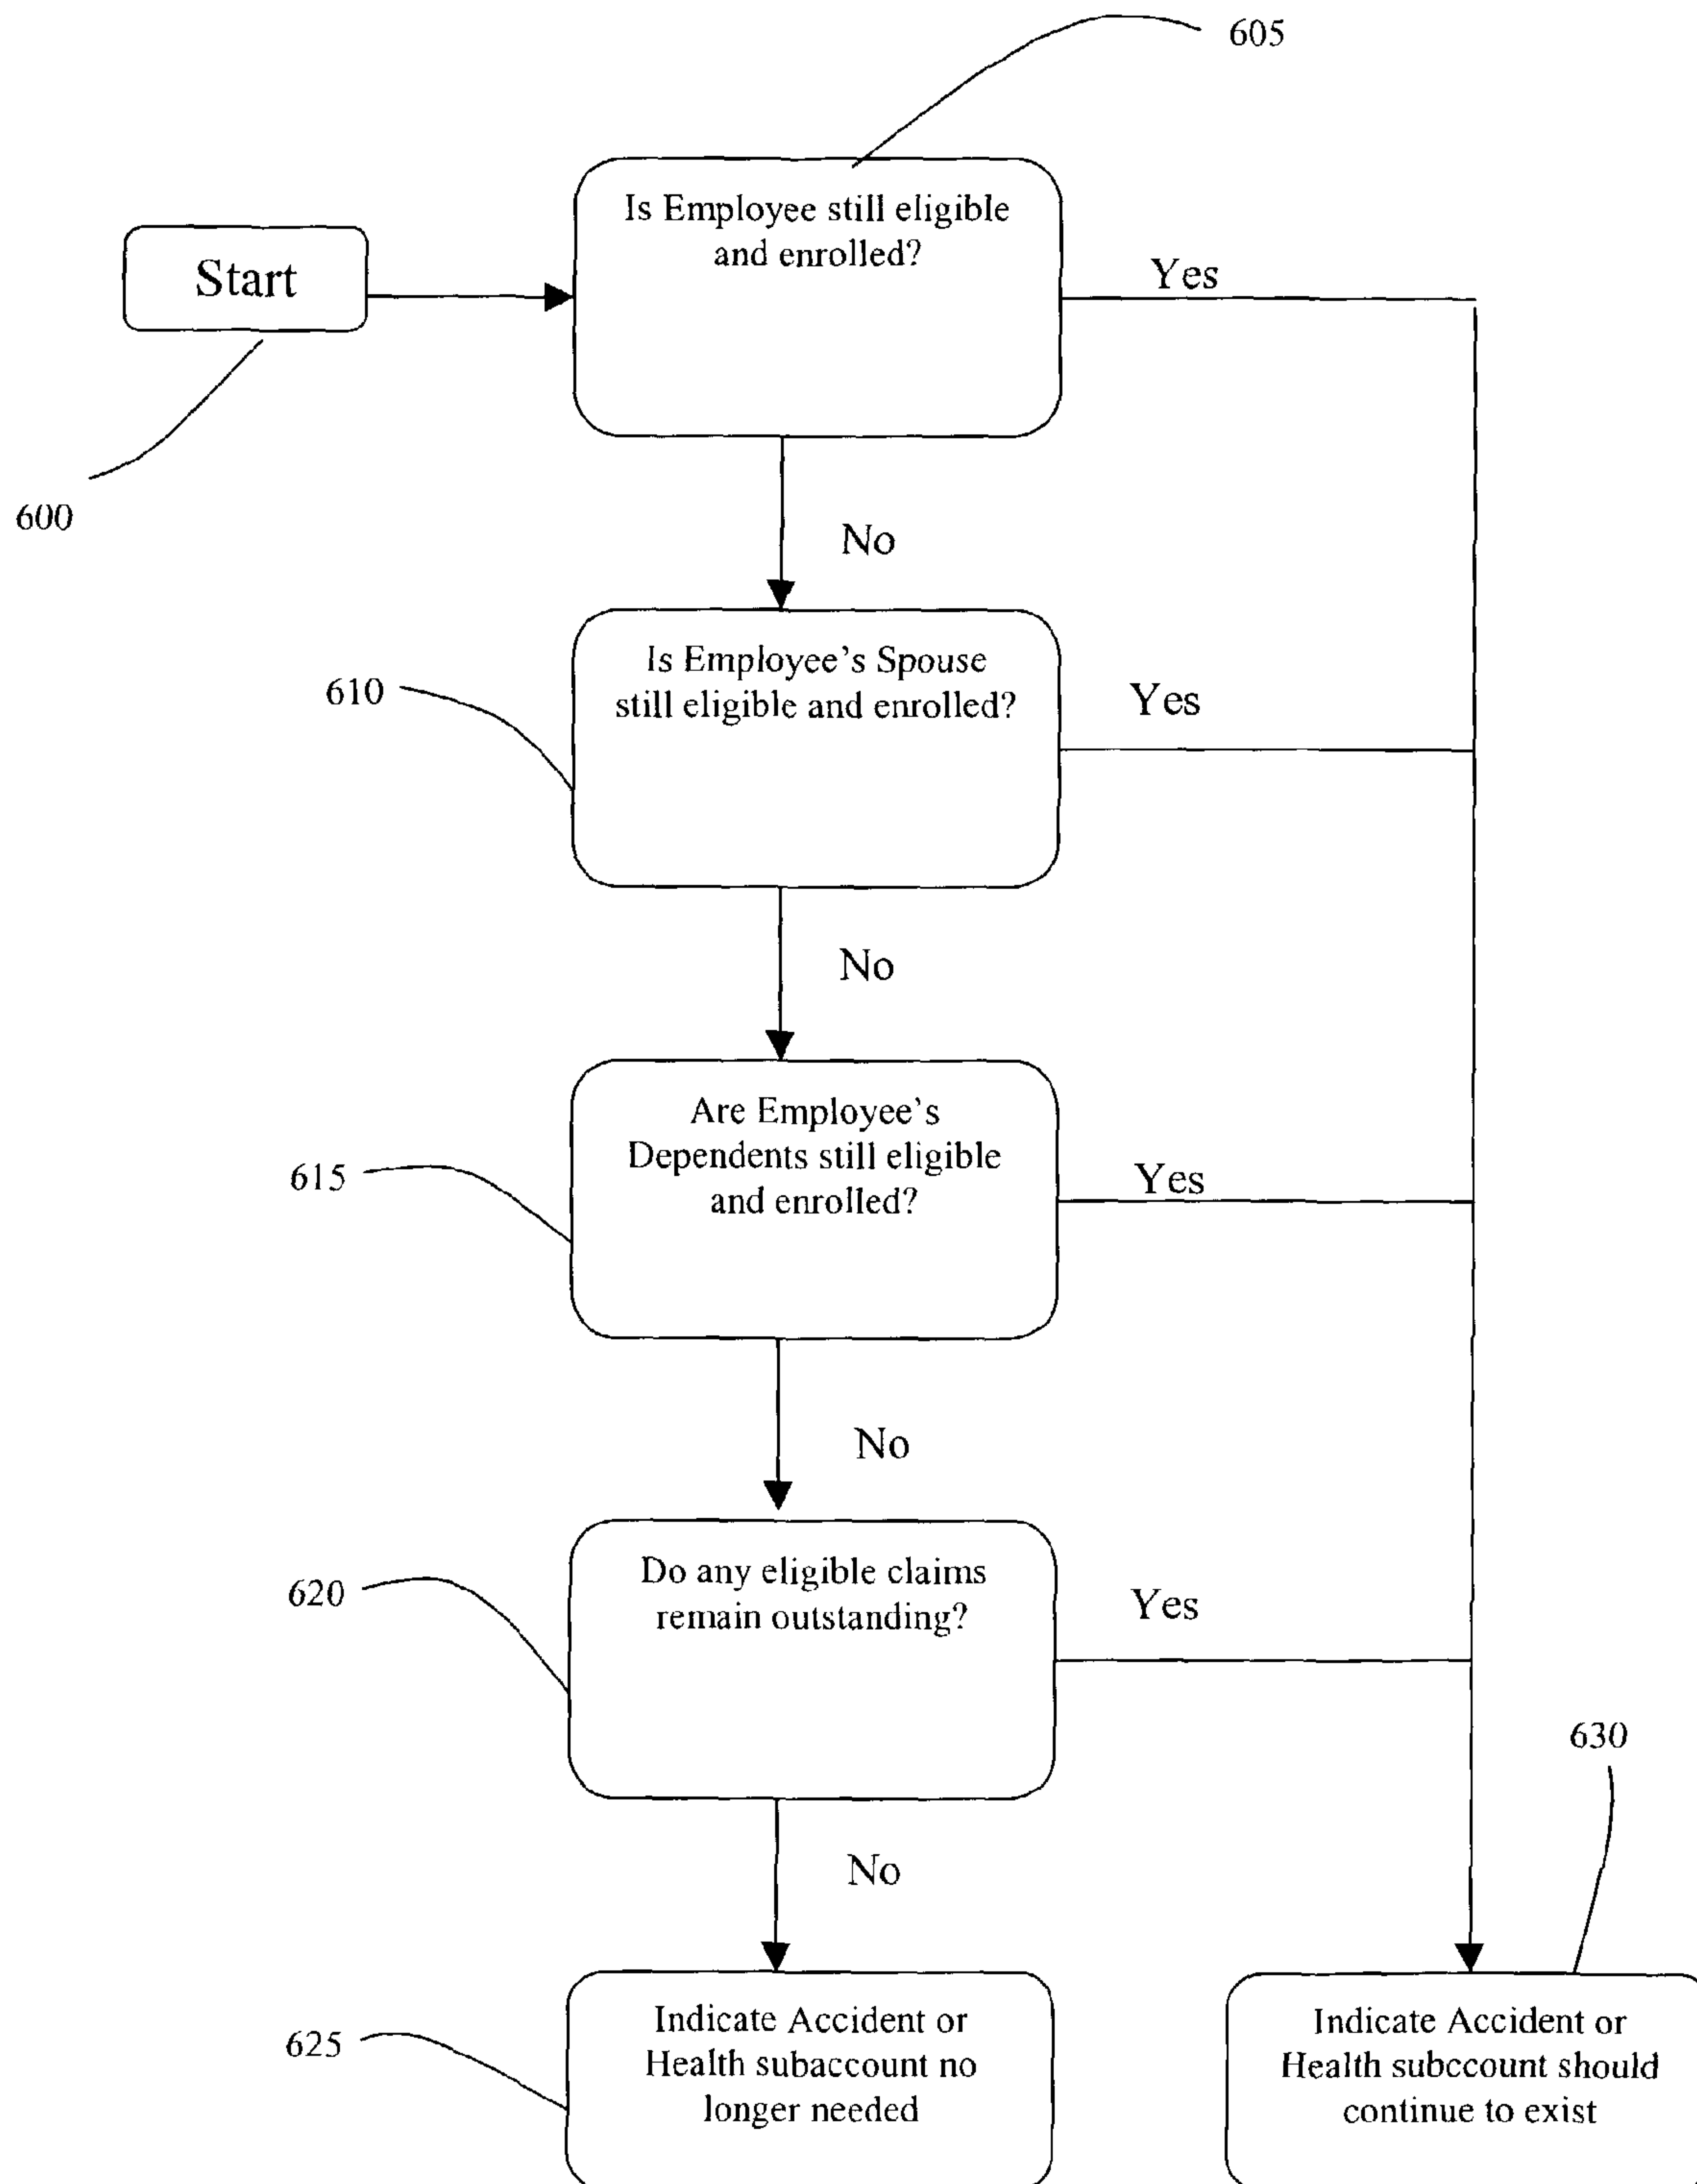 605
Is Employee still eligible
and enrolled?
Start
Yes
600
No
Is Employee's Spouse
still eligible and enrolled?
610
Yes
No
Are Employee's
Dependents still eligible
and enrolled?
615
Yes
No
Do any eligible claims
remain outstanding?
620
Yes
630
No
Indicate Accident or
Health subaccount no
longer needed
625
Indicate Accident or
Health subccount should
continue to exist